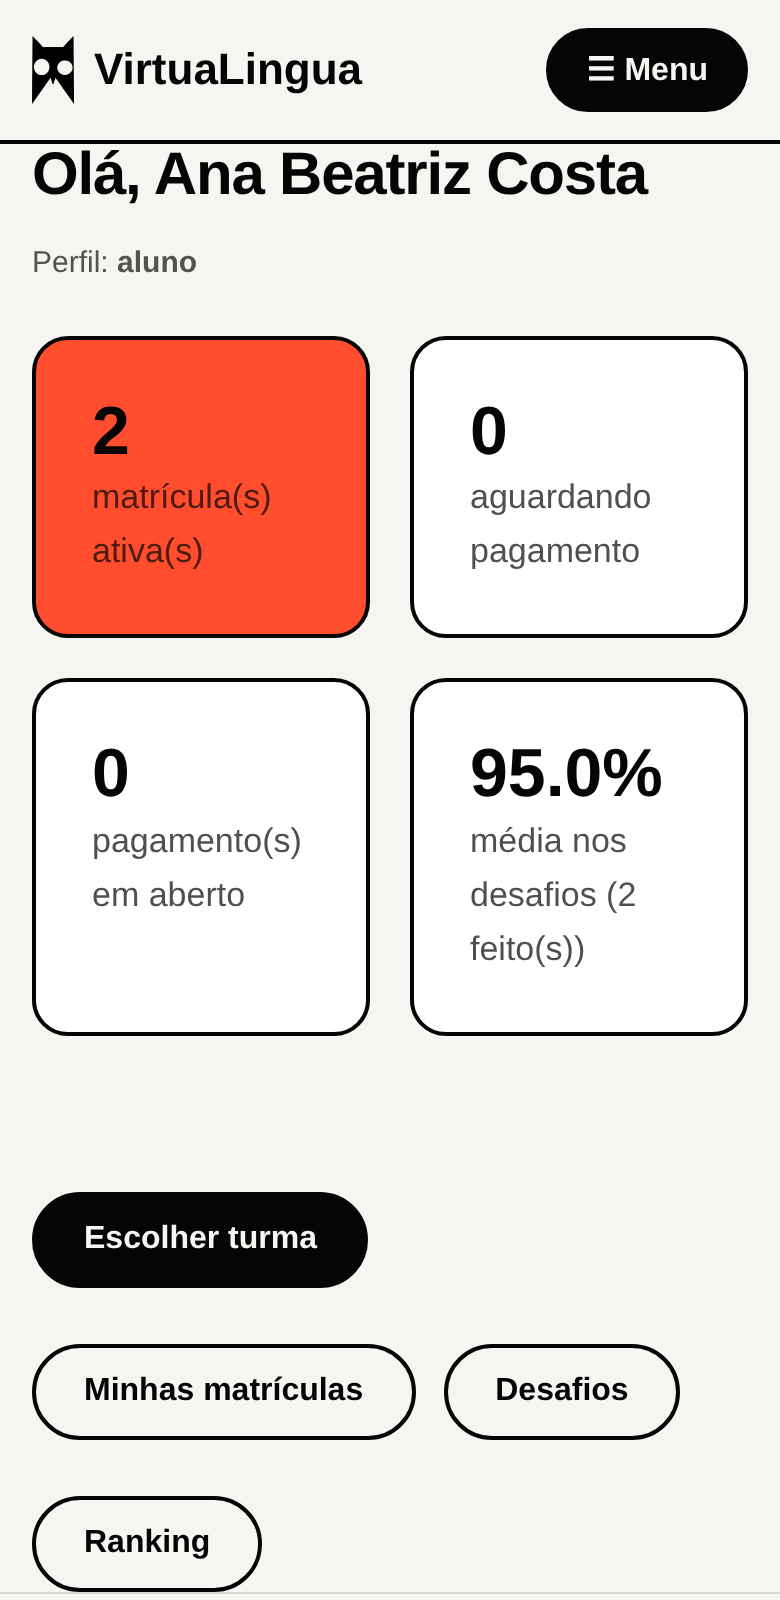 VirtuaLingua
☰ Menu
Olá, Ana Beatriz Costa
Perfil: aluno
2
matrícula(s)
ativa(s)
0
aguardando
pagamento
0
pagamento(s)
em aberto
95.0%
média nos
desafios (2
feito(s))
Escolher turma
Minhas matrículas
Desafios
Ranking